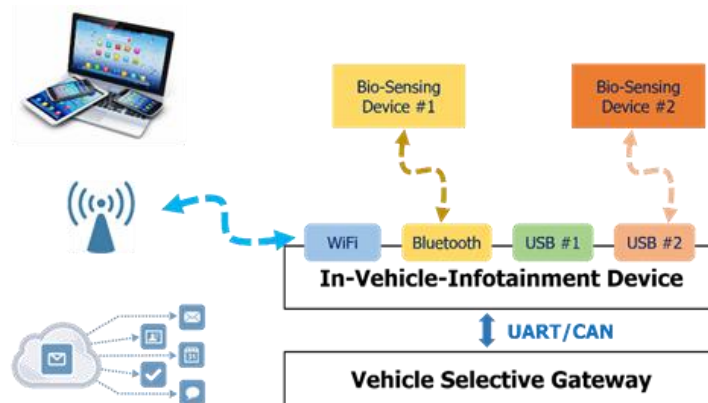 Bio-Sensing
Device #1
Bio-Sensing
Device #2
WiFi
Bluetooth
USB #1
USB #2
In-Vehicle-Infotainment Device
UART/CAN
31
Vehicle Selective Gateway